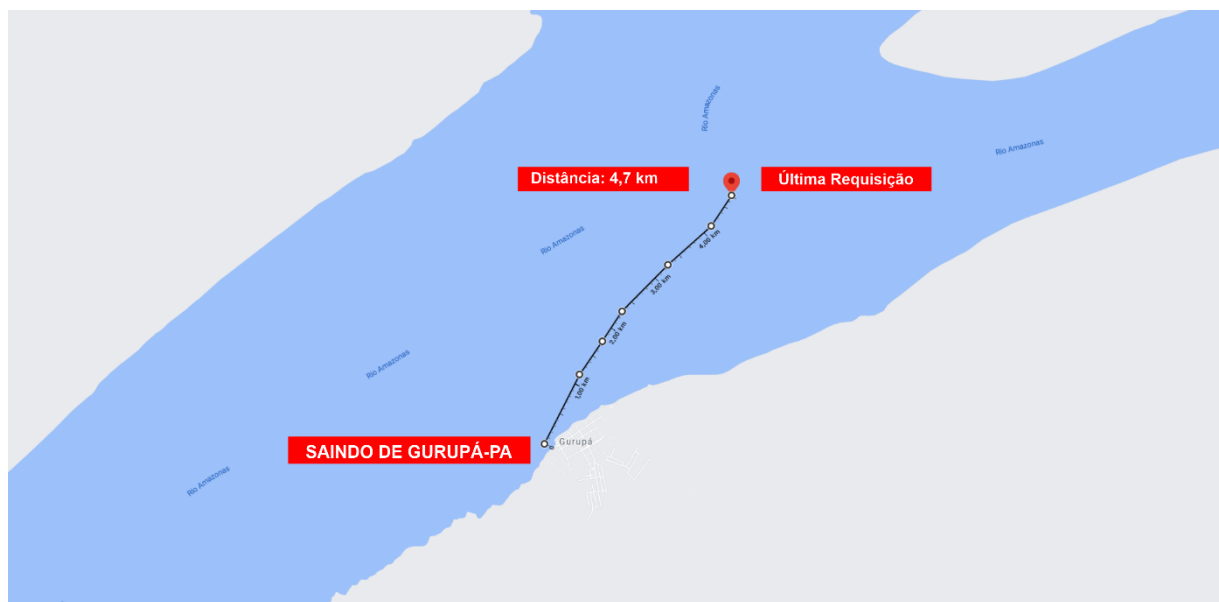 Rio Amazonas
Rio Amazonas
Distância: 4,7 km
Última Requisição
Rio Amazonas
4,00 km
3,00 km
2,00 km
Rio Amazonas
1,00 km
SAINDO DE GURUPÁ-PA
Gurupá
Rio Amazonas